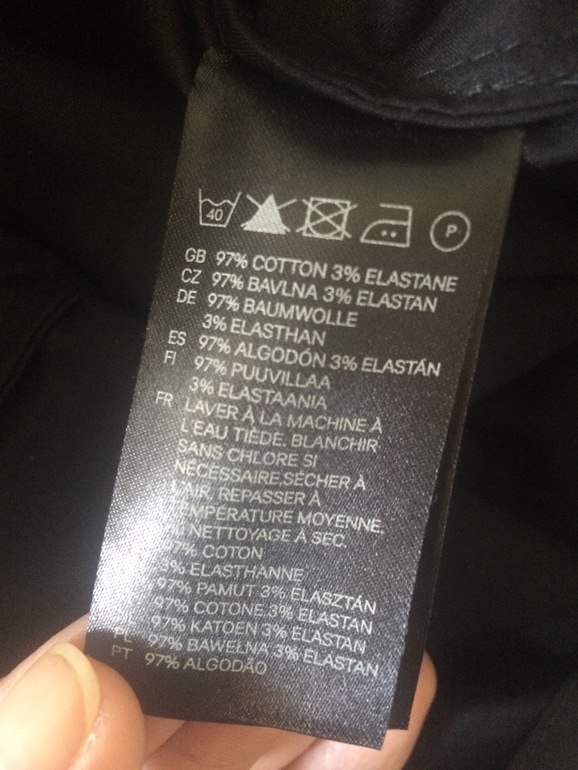 40 P
GB 97% COTTON 3% ELASTANE
CZ 97% BAVLNA 3% ELASTAN
DE 97% BAUMWOLLE
3% ELASTHAN
ES 97% ALGODÓN 3% ELASTÁN
FI 97% PUUVILLAA
3% ELASTAANIA
FR LAVER À LA MACHINE À
L'EAU TIÈDE. BLANCHIR
SANS CHLORE SI
NÉCESSAIRE.SÉCHER À
L'AIR. REPASSER À
TEMPÉRATURE MOYENNE.
NETTOYAGE À SEC.
97% COTON
3% ELASTHANNE
97% PAMUT 3% ELASZTÁN
97% COTONE 3% ELASTAN
97% KATOEN 3% ELASTAN
PL 97% BAWEŁNA 3% ELASTAN
PT 97% ALGODÃO